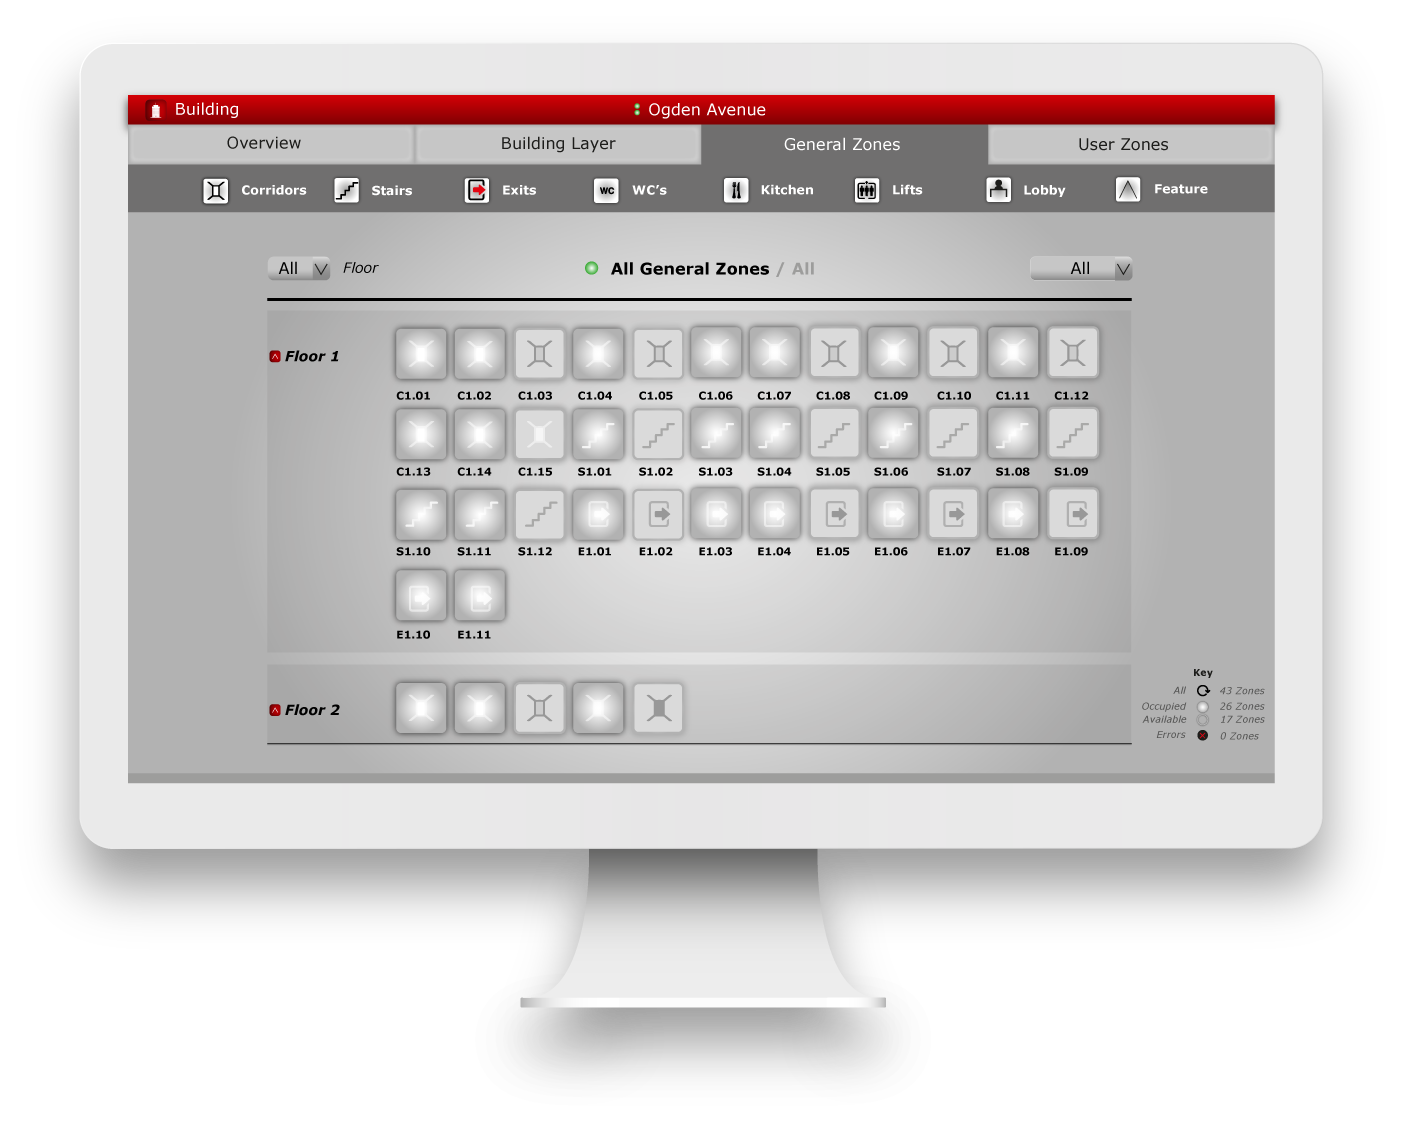 Building
Ogden Avenue
Overview
Building Layer
General Zones
User Zones
Corridors
Stairs
Exits
WC
WC's
Kitchen
Lifts
Lobby
Feature
All
Floor
All General Zones / All
All
Floor 1
C1.01 C1.02 C1.03 C1.04 C1.05 C1.06 C1.07 C1.08 C1.09 C1.10 C1.11 C1.12
C1.13 C1.14 C1.15 S1.01 S1.02 S1.03 S1.04 S1.05 S1.06 S1.07 S1.08 S1.09
S1.10 S1.11 S1.12 E1.01 E1.02 E1.03 E1.04 E1.05 E1.06 E1.07 E1.08 E1.09
E1.10 E1.11
Floor 2
Key
All 43 Zones
Occupied 26 Zones
Available 17 Zones
Errors 0 Zones